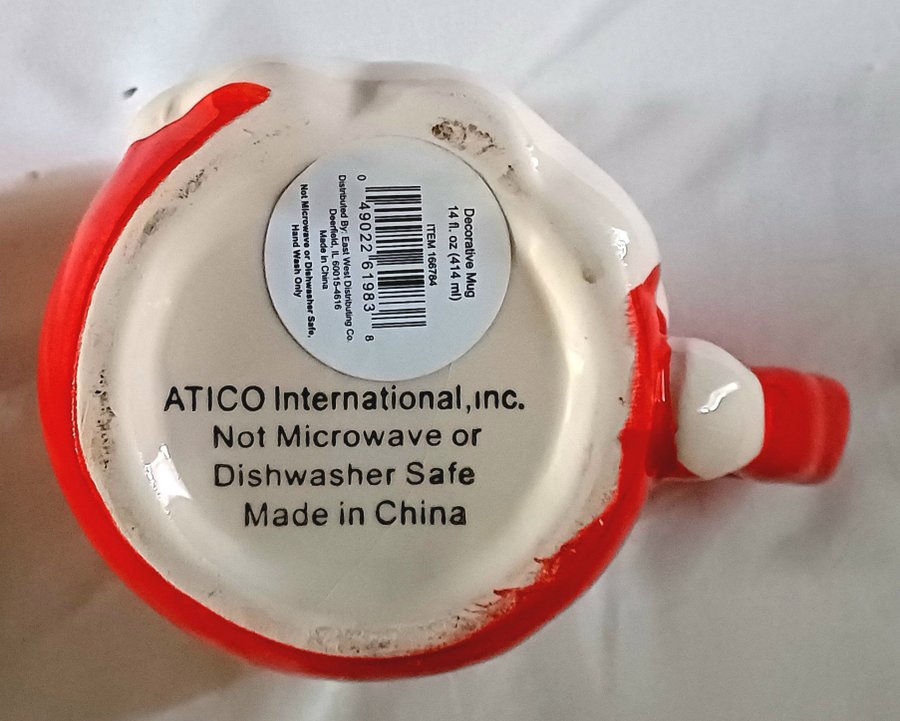 Decorative Mug
14 fl. oz (414 ml)
ITEM 166784
0 49022 61983 8
Distributed By: East West Distributing Co.
Deerfield, IL 60015-4616
Made in China
Not Microwave or Dishwasher Safe,
Hand Wash Only
ATICO International,ınc.
Not Microwave or
Dishwasher Safe
Made in China